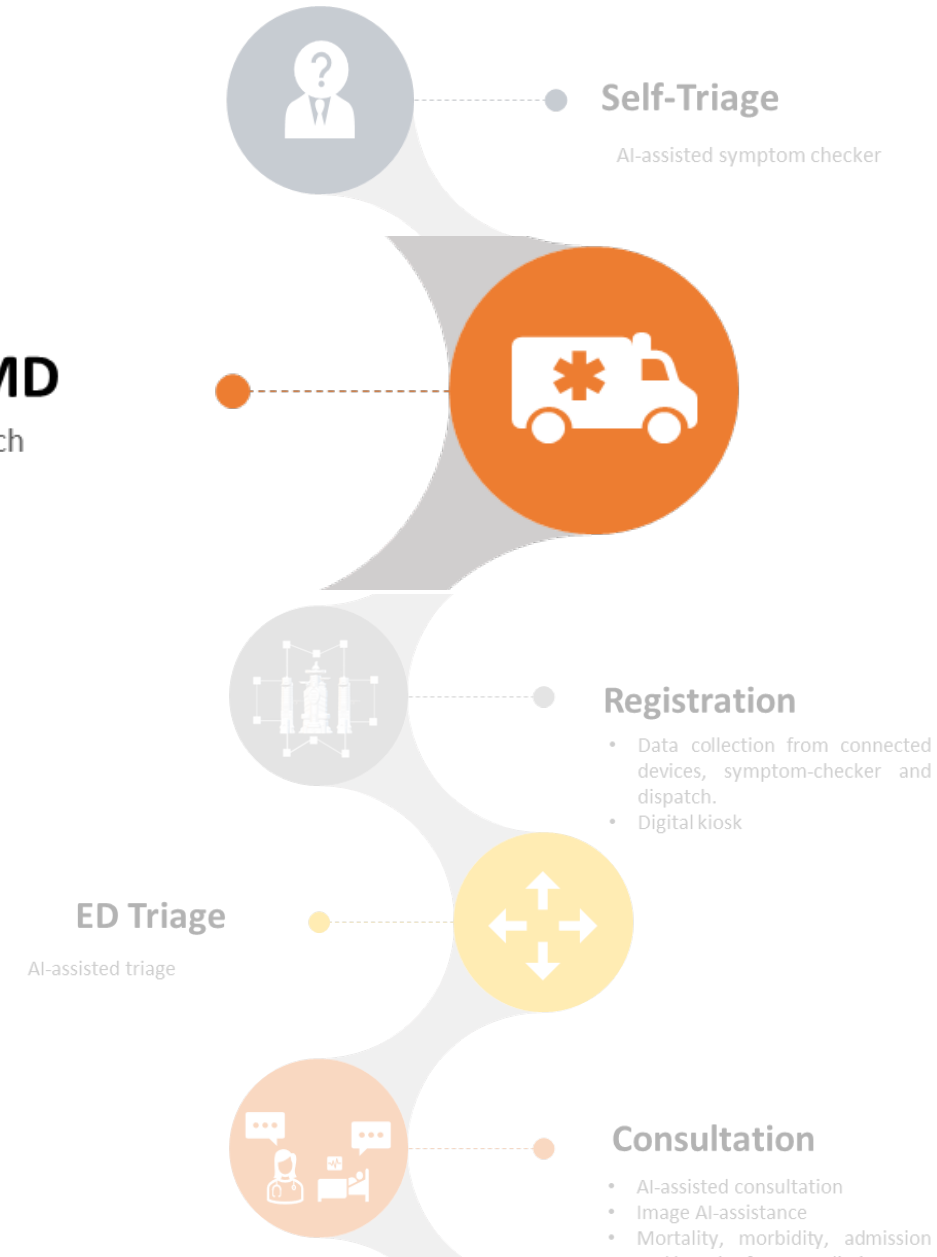 ?
Self-Triage
AI-assisted symptom checker
MD
ch
Registration
• Data collection from connected
devices, symptom-checker and
dispatch.
• Digital kiosk
ED Triage
AI-assisted triage
Consultation
• AI-assisted consultation
• Image AI-assistance
• Mortality, morbidity, admission